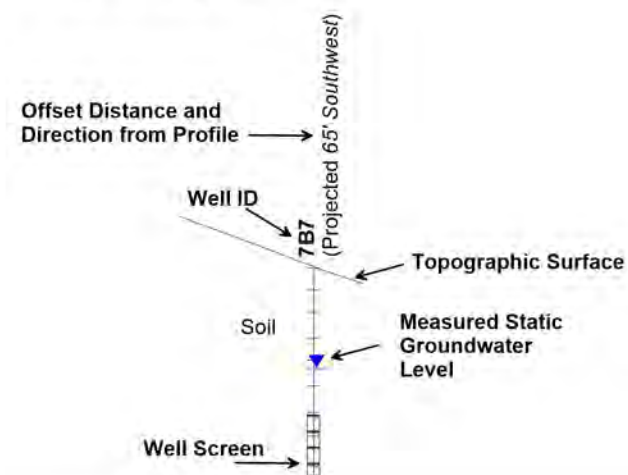 (Projected 65' Southwest)
Offset Distance and
Direction from Profile
Well ID
7B7
Topographic Surface
Soil
Measured Static
Groundwater
Level
Well Screen